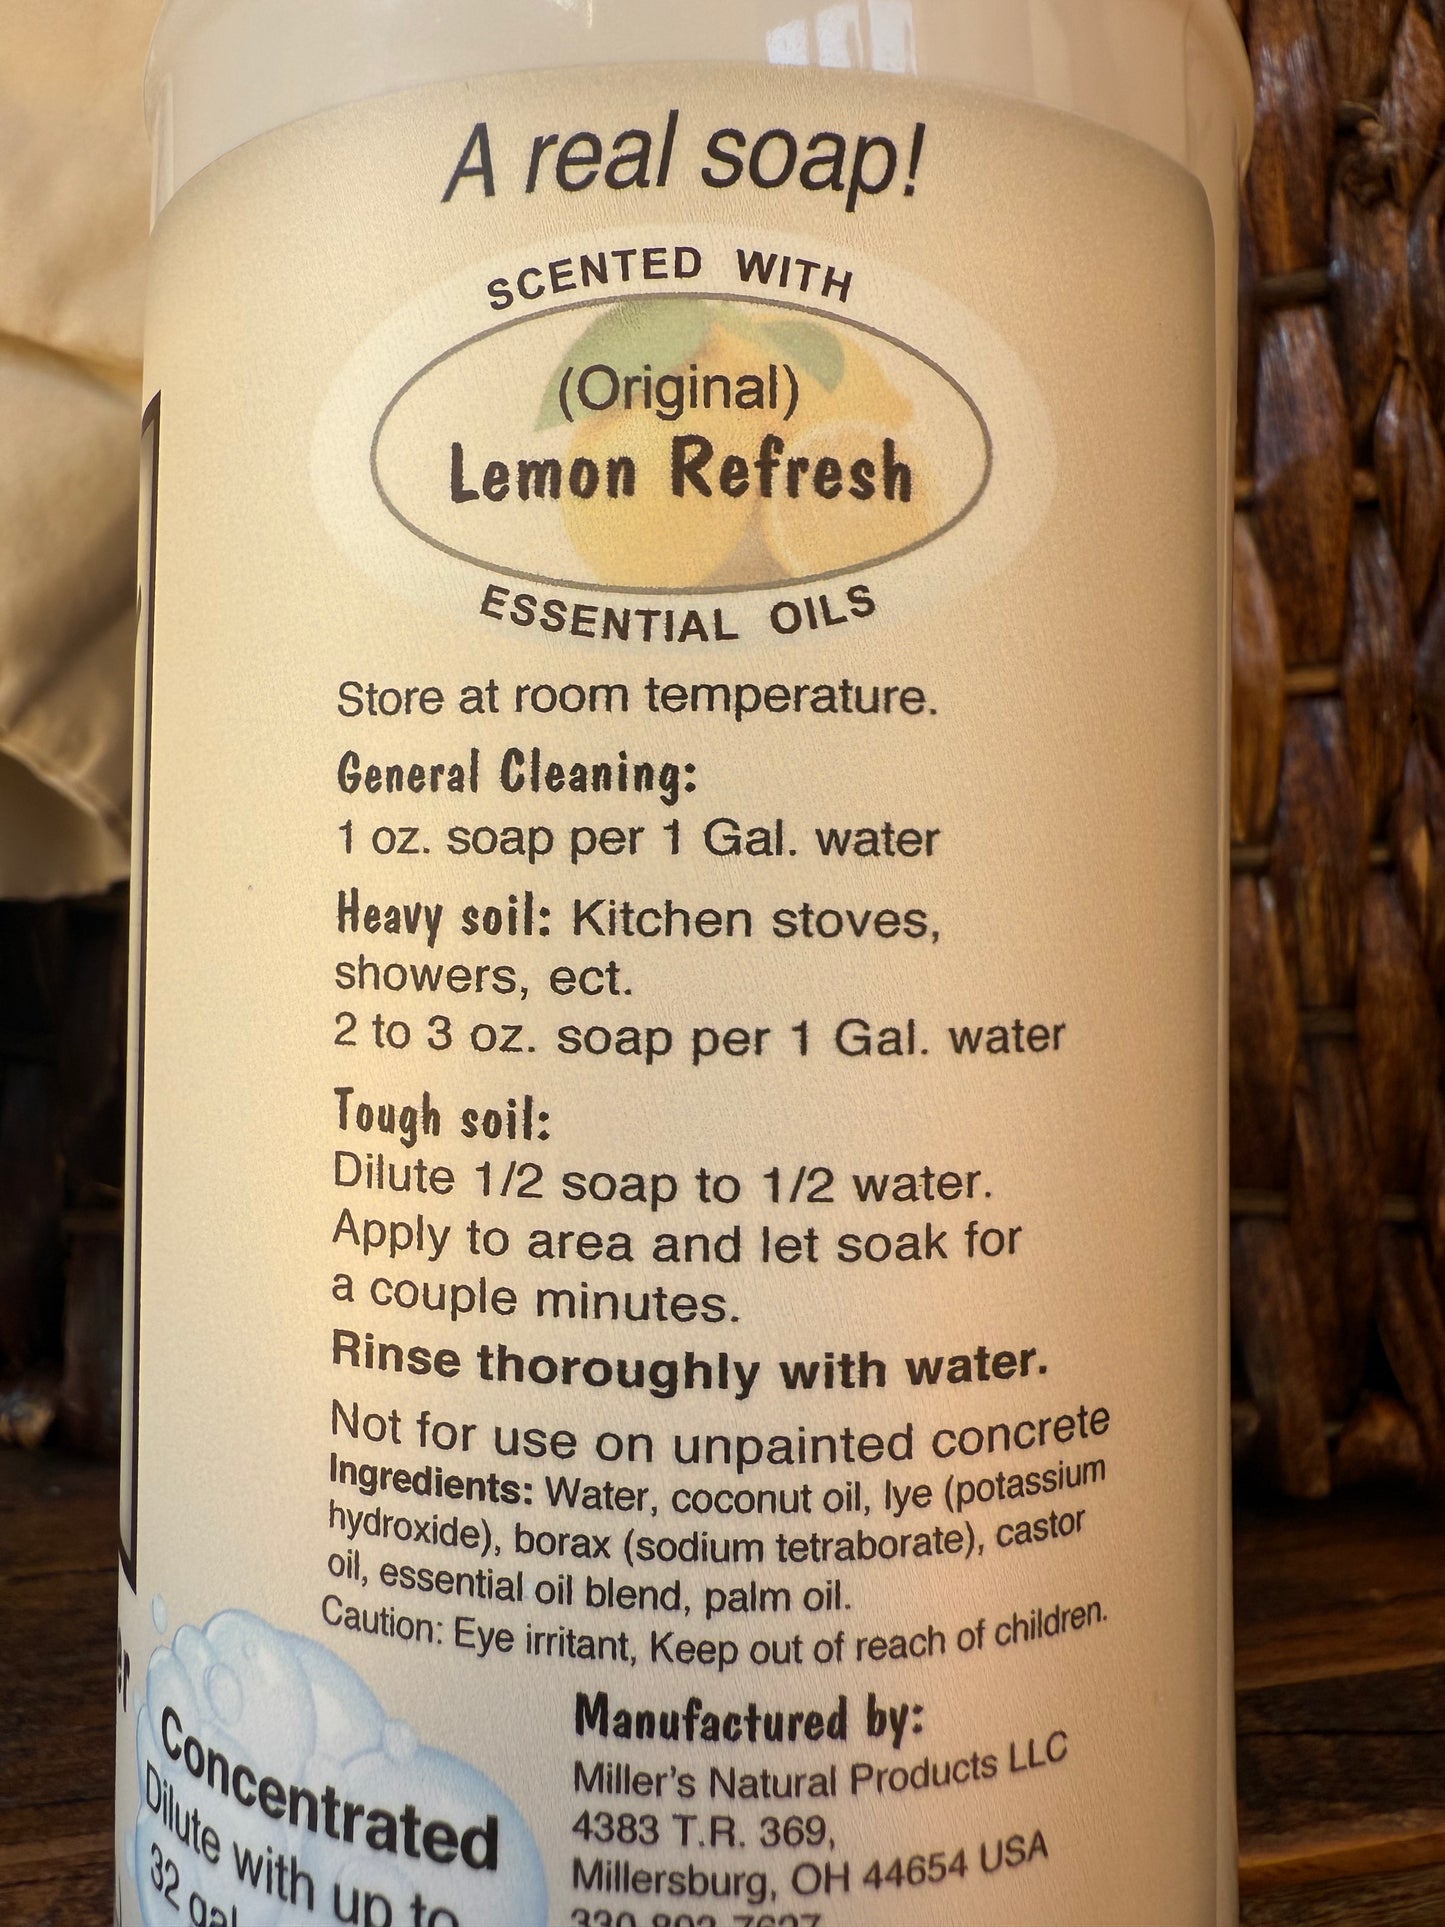 A real soap!
SCENTED WITH
(Original)
Lemon Refresh
ESSENTIAL OILS
Store at room temperature.
General Cleaning:
1 oz. soap per 1 Gal. water
Heavy soil: Kitchen stoves,
showers, ect.
2 to 3 oz. soap per 1 Gal. water
Tough soil:
Dilute 1/2 soap to 1/2 water.
Apply to area and let soak for
a couple minutes.
Rinse thoroughly with water.
Not for use on unpainted concrete
Ingredients: Water, coconut oil, lye (potassium
hydroxide), borax (sodium tetraborate), castor
oil, essential oil blend, palm oil.
Caution: Eye irritant, Keep out of reach of children.
Concentrated
Dilute with up to
32 gal
Manufactured by:
Miller's Natural Products LLC
4383 T.R. 369,
Millersburg, OH 44654 USA